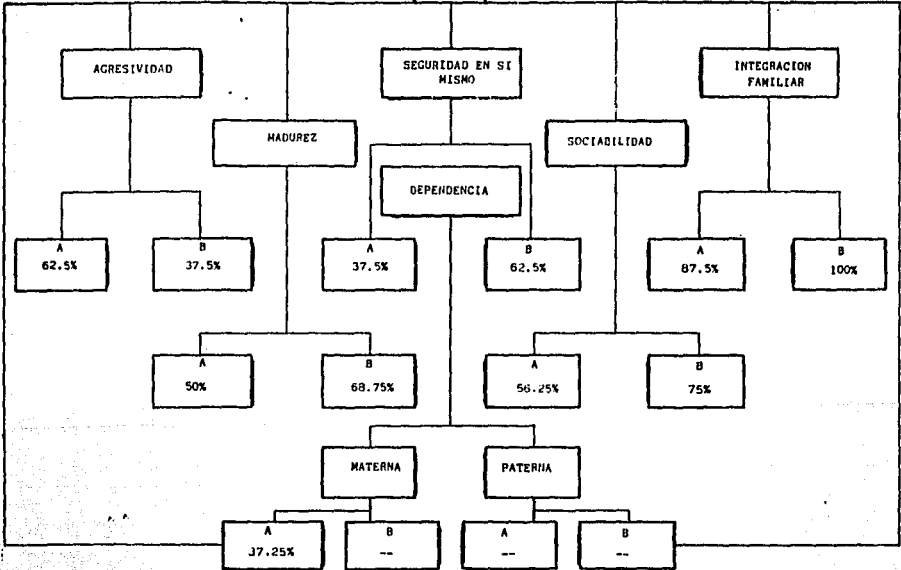 AGRESIVIDAD
SEGURIDAD EN SI
MISMO
INTEGRACION
FAMILIAR
MADUREZ
SOCIABILIDAD
DEPENDENCIA
A
62.5%
B
37.5%
A
37.5%
B
62.5%
A
87.5%
B
100%
A
50%
B
68.75%
A
56.25%
B
75%
MATERNA
PATERNA
A
37.25%
B
--
A
--
B
--